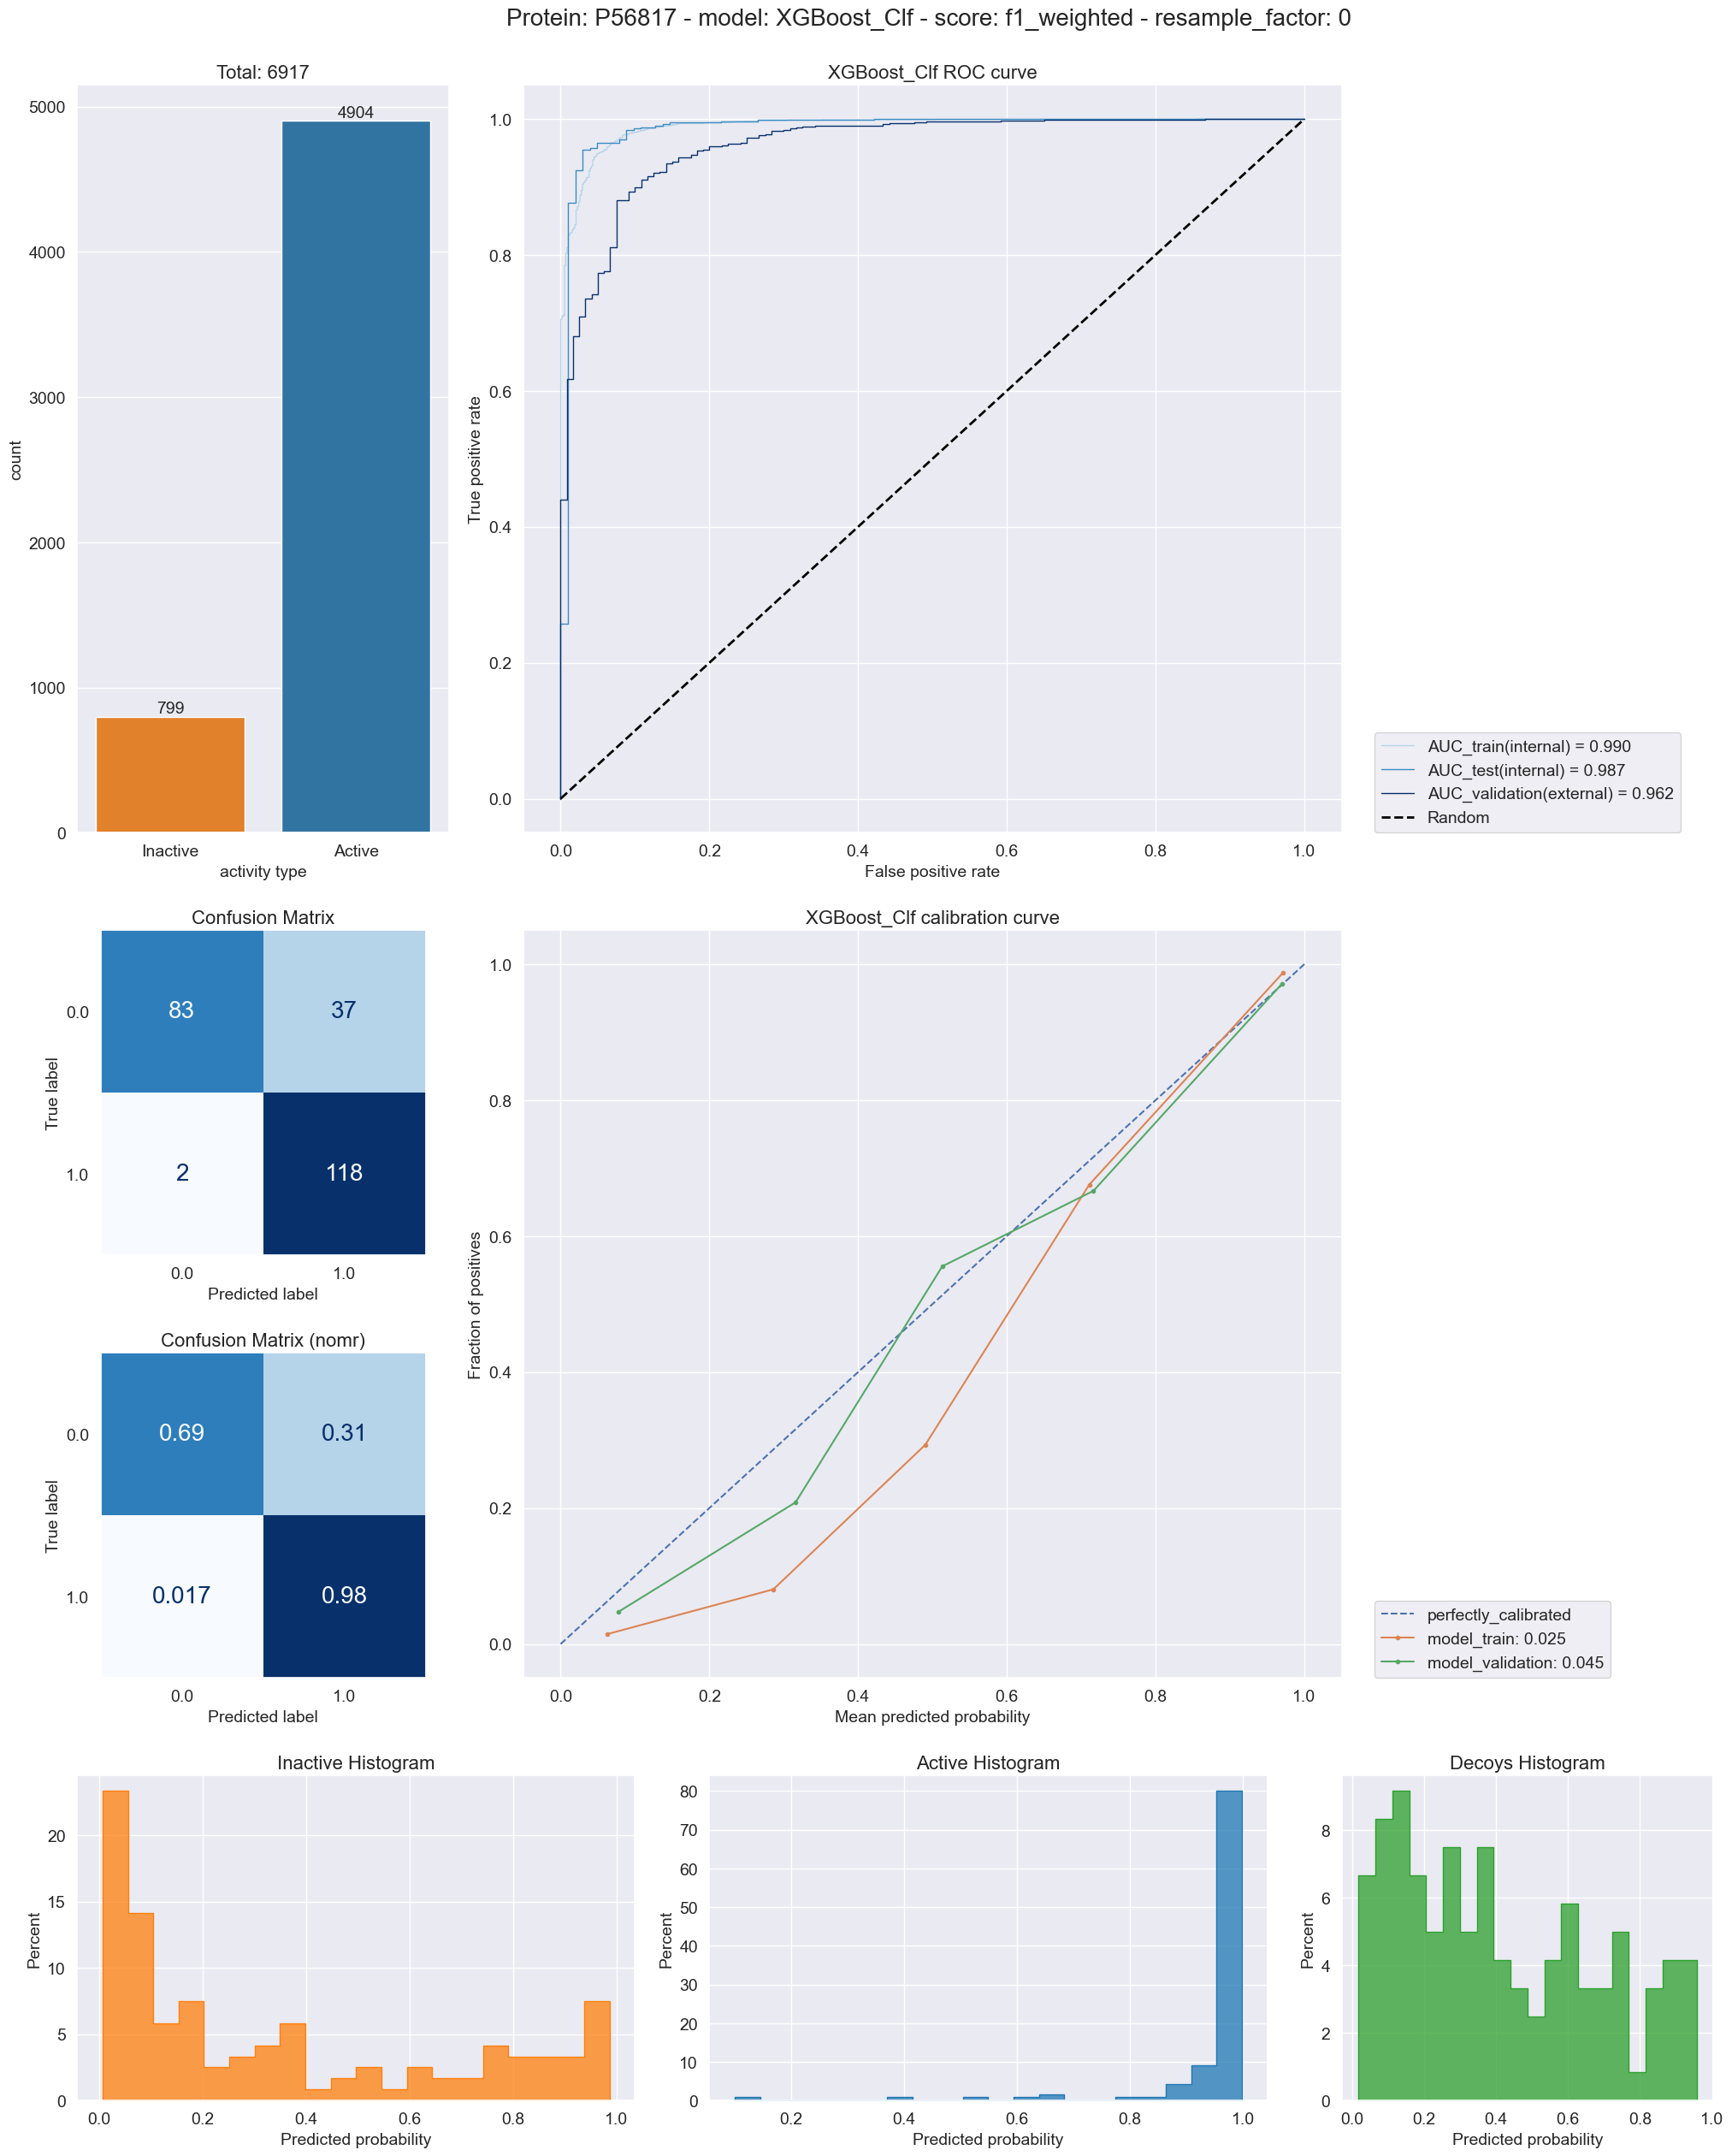 Protein: P56817 - model: XGBoost_Clf - score: f1_weighted - resample_factor: 0
Total: 6917
5000
4000
3000
2000
1000
0
count
4904
799
Inactive
Active
activity type
XGBoost_Clf ROC curve
1.0
0.8
0.6
0.4
0.2
0.0
True positive rate
0.0
0.2
0.4
0.6
0.8
1.0
False positive rate
AUC_train(internal) = 0.990
AUC_test(internal) = 0.987
AUC_validation(external) = 0.962
Random
Confusion Matrix
True label
0.0
83
37
1.0
2
118
0.0
1.0
Predicted label
Confusion Matrix (nomr)
True label
0.0
0.69
0.31
1.0
0.017
0.98
0.0
1.0
Predicted label
XGBoost_Clf calibration curve
1.0
0.8
0.6
0.4
0.2
0.0
Fraction of positives
0.0
0.2
0.4
0.6
0.8
1.0
Mean predicted probability
perfectly_calibrated
model_train: 0.025
model_validation: 0.045
Inactive Histogram
20
15
10
5
0
Percent
0.0
0.2
0.4
0.6
0.8
1.0
Predicted probability
Active Histogram
80
70
60
50
40
30
20
10
0
Percent
0.2
0.4
0.6
0.8
1.0
Predicted probability
Decoys Histogram
8
6
4
2
0
Percent
0.0
0.2
0.4
0.6
0.8
1.0
Predicted probability